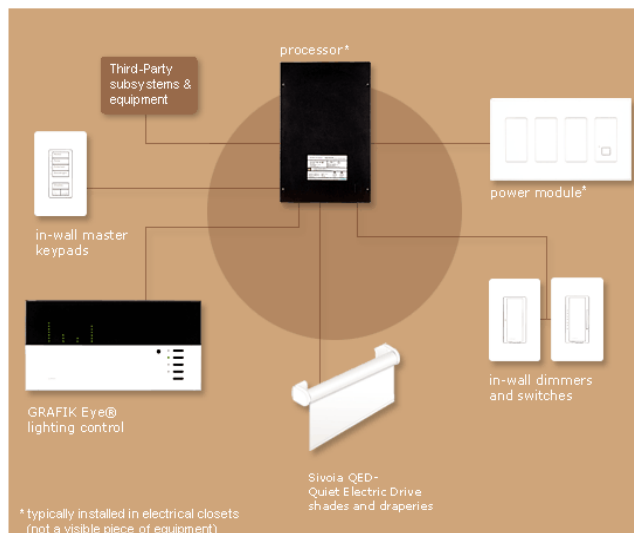 processor*
Third-Party
subsystems &
equipment
power module*
in-wall master
keypads
in-wall dimmers
and switches
GRAFIK Eye®
lighting control
Sivoia QED-
Quiet Electric Drive
shades and draperies
* typically installed in electrical closets
(not a visible piece of equipment)